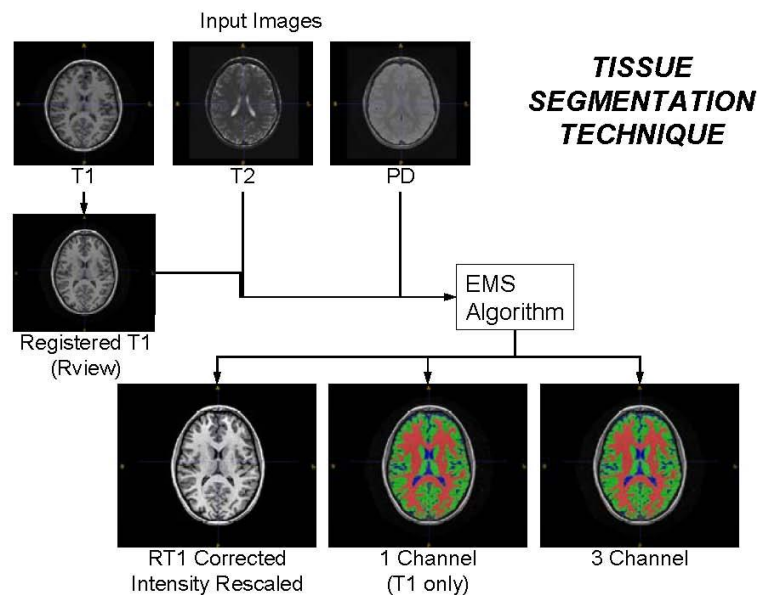 Input Images
TISSUE
SEGMENTATION
TECHNIQUE
T1
T2
PD
EMS
Algorithm
Registered T1
(Rview)
RT1 Corrected
Intensity Rescaled
1 Channel
(T1 only)
3 Channel